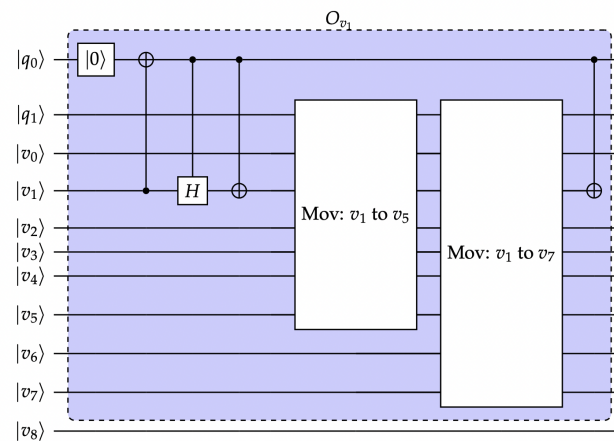 O_{v_1}
|q_0⟩
|0⟩
|q_1⟩
|v_0⟩
|v_1⟩
H
|v_2⟩
Mov: v_1 to v_5
|v_3⟩
Mov: v_1 to v_7
|v_4⟩
|v_5⟩
|v_6⟩
|v_7⟩
|v_8⟩